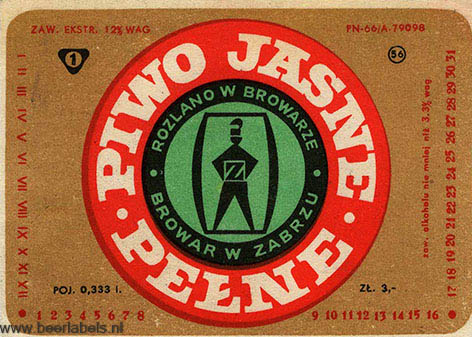 ZAW. EKSTR. 12% WAG
PN-66/A-79098
1
56
PIWO JASNE
PEŁNE
ROZLANO W BROWARZE
BROWAR W ZABRZU
Z
I II III IV V VI VII VIII IX X XI XII
zaw. alkoholu nie mniej niż 3,3% wag
17 18 19 20 21 22 23 24 25 26 27 28 29 30 31
POJ. 0,333 l.
ZŁ. 3,-
1 2 3 4 5 6 7 8
9 10 11 12 13 14 15 16
www.beerlabels.nl